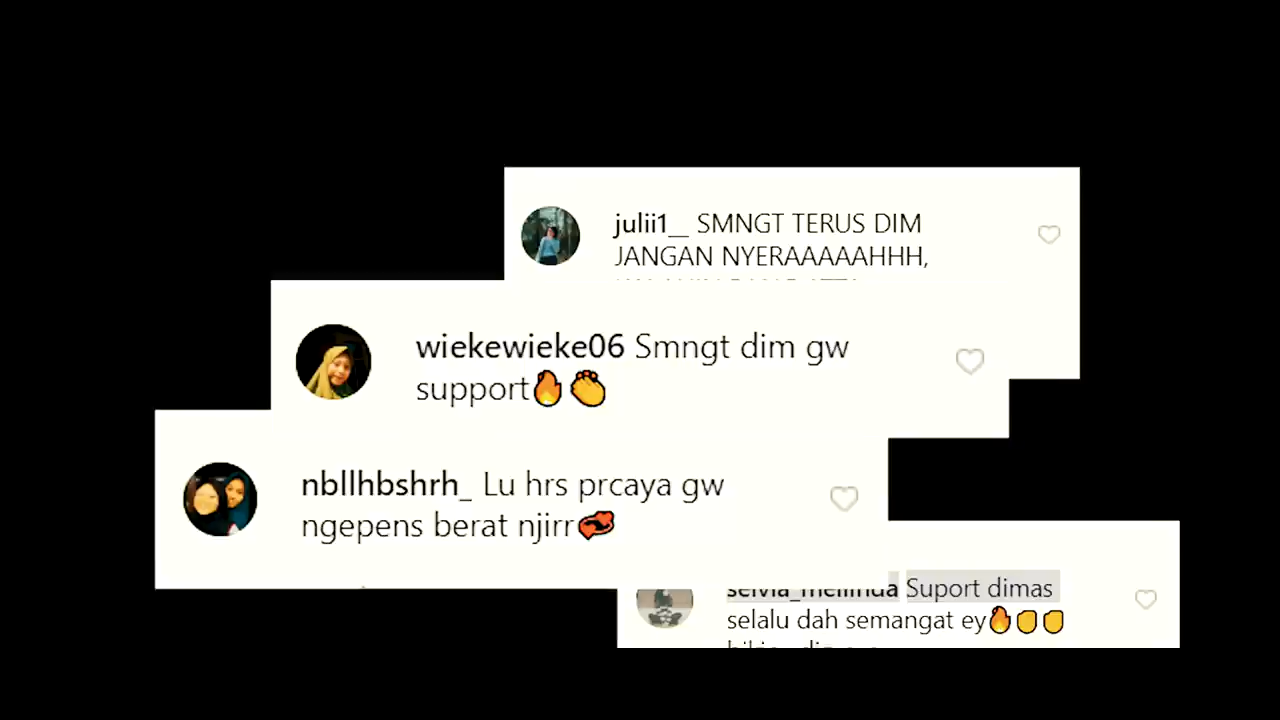 julii1__ SMNGT TERUS DIM
JANGAN NYERAAAAAHHH,
wiekewieke06 Smngt dim gw
support🔥👏
nbllhbshrh_ Lu hrs prcaya gw
ngepens berat njirr💞
selvia_mellinda Suport dimas
selalu dah semangat ey🔥👊👊